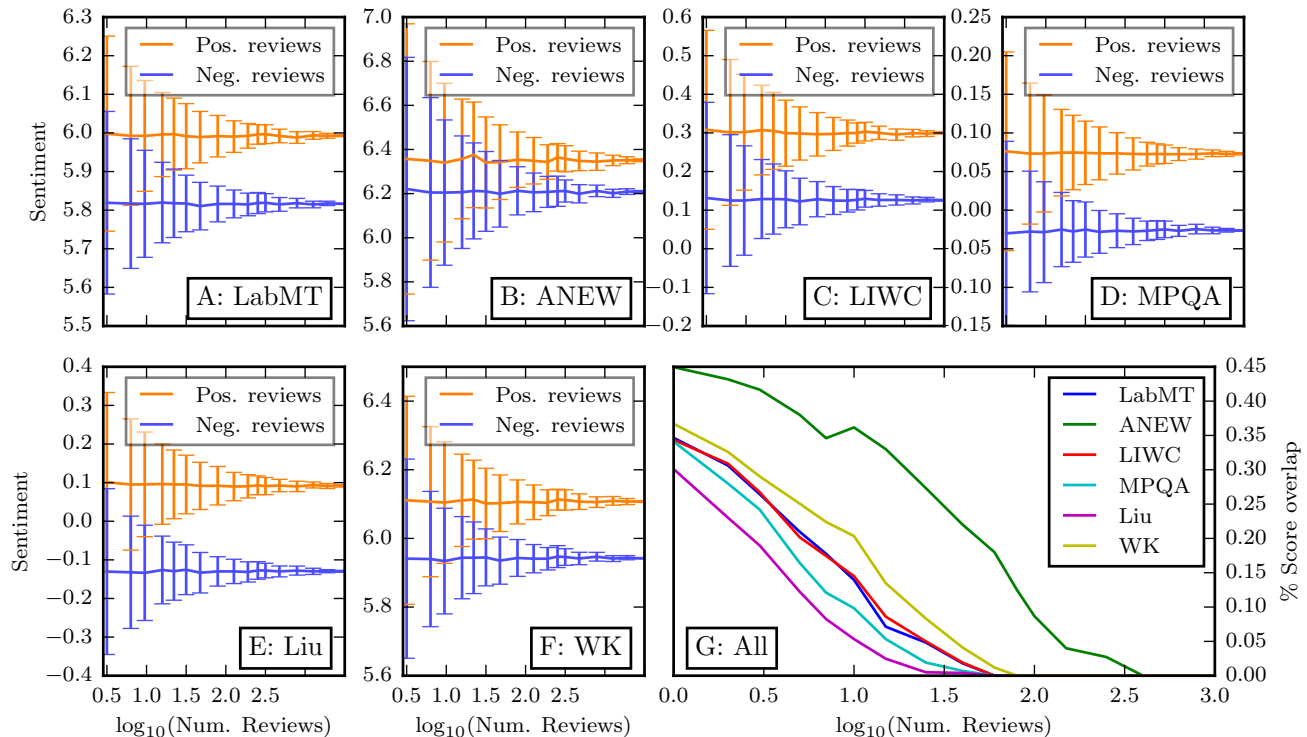 6.3
6.2
6.1
6.0
5.9
5.8
5.7
5.6
5.5
Sentiment
Pos. reviews
Neg. reviews
A: LabMT
7.0
6.8
6.6
6.4
6.2
6.0
5.8
5.6
Pos. reviews
Neg. reviews
B: ANEW
0.6
0.5
0.4
0.3
0.2
0.1
0.0
−0.1
−0.2
Pos. reviews
Neg. reviews
C: LIWC
0.25
0.20
0.15
0.10
0.05
0.00
0.05
0.10
0.15
Pos. reviews
Neg. reviews
D: MPQA
0.4
0.3
0.2
0.1
0.0
−0.1
−0.2
−0.3
−0.4
Sentiment
Pos. reviews
Neg. reviews
E: Liu
0.5 1.0 1.5 2.0 2.5
log₁₀(Num. Reviews)
6.4
6.2
6.1
5.9
5.8
5.6
Pos. reviews
Neg. reviews
F: WK
0.5 1.0 1.5 2.0 2.5
log₁₀(Num. Reviews)
LabMT
ANEW
LIWC
MPQA
Liu
WK
G: All
0.45
0.40
0.35
0.30
0.25
0.20
0.15
0.10
0.05
0.00
% Score overlap
0.0 0.5 1.0 1.5 2.0 2.5 3.0
log₁₀(Num. Reviews)